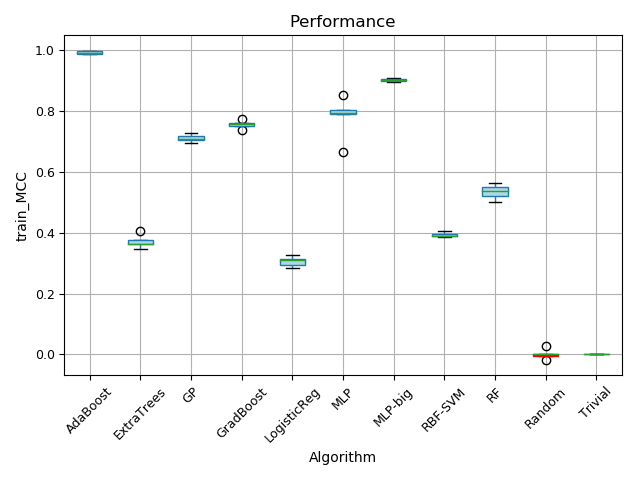 Performance
train_MCC
1.0
0.8
0.6
0.4
0.2
0.0
AdaBoost
ExtraTrees
GP
GradBoost
LogisticReg
MLP
MLP-big
RBF-SVM
RF
Random
Trivial
Algorithm